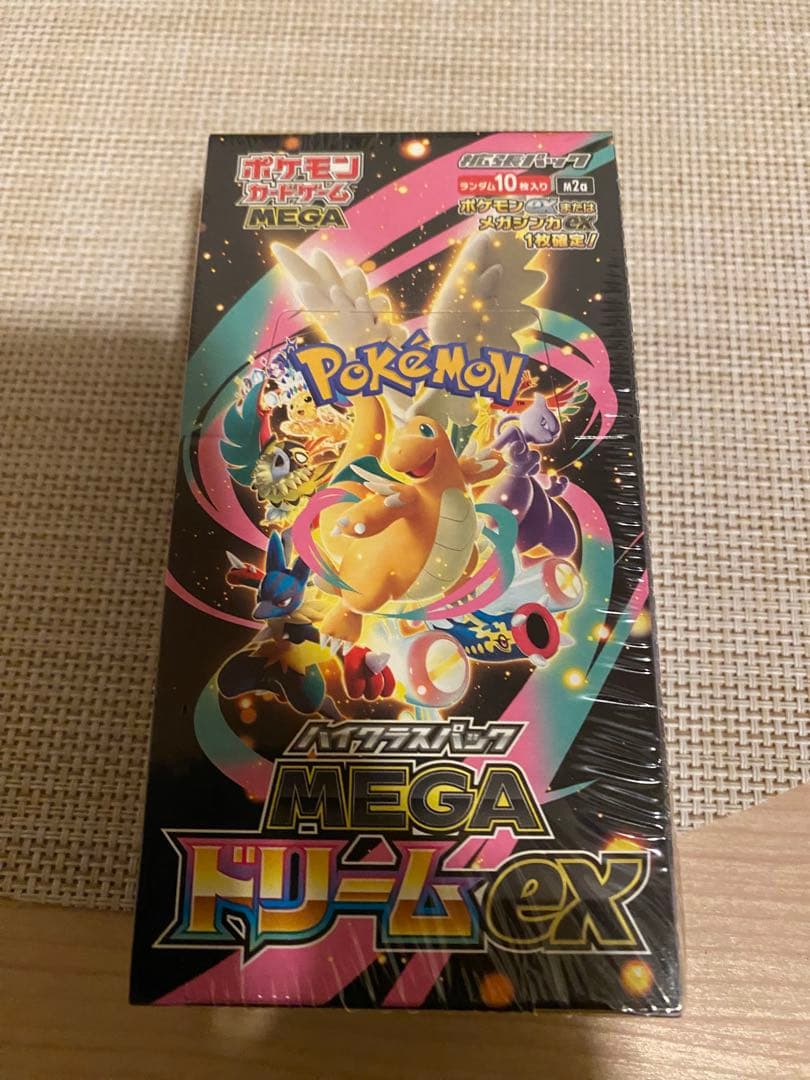 ポケモン
カードゲーム
MEGA
拡張パック
ランダム10枚入り
M2a
ポケモンexまたは
メガシンカex
1枚確定!
POKÉMON
TM
ハイクラスパック
MEGA
ドリームex